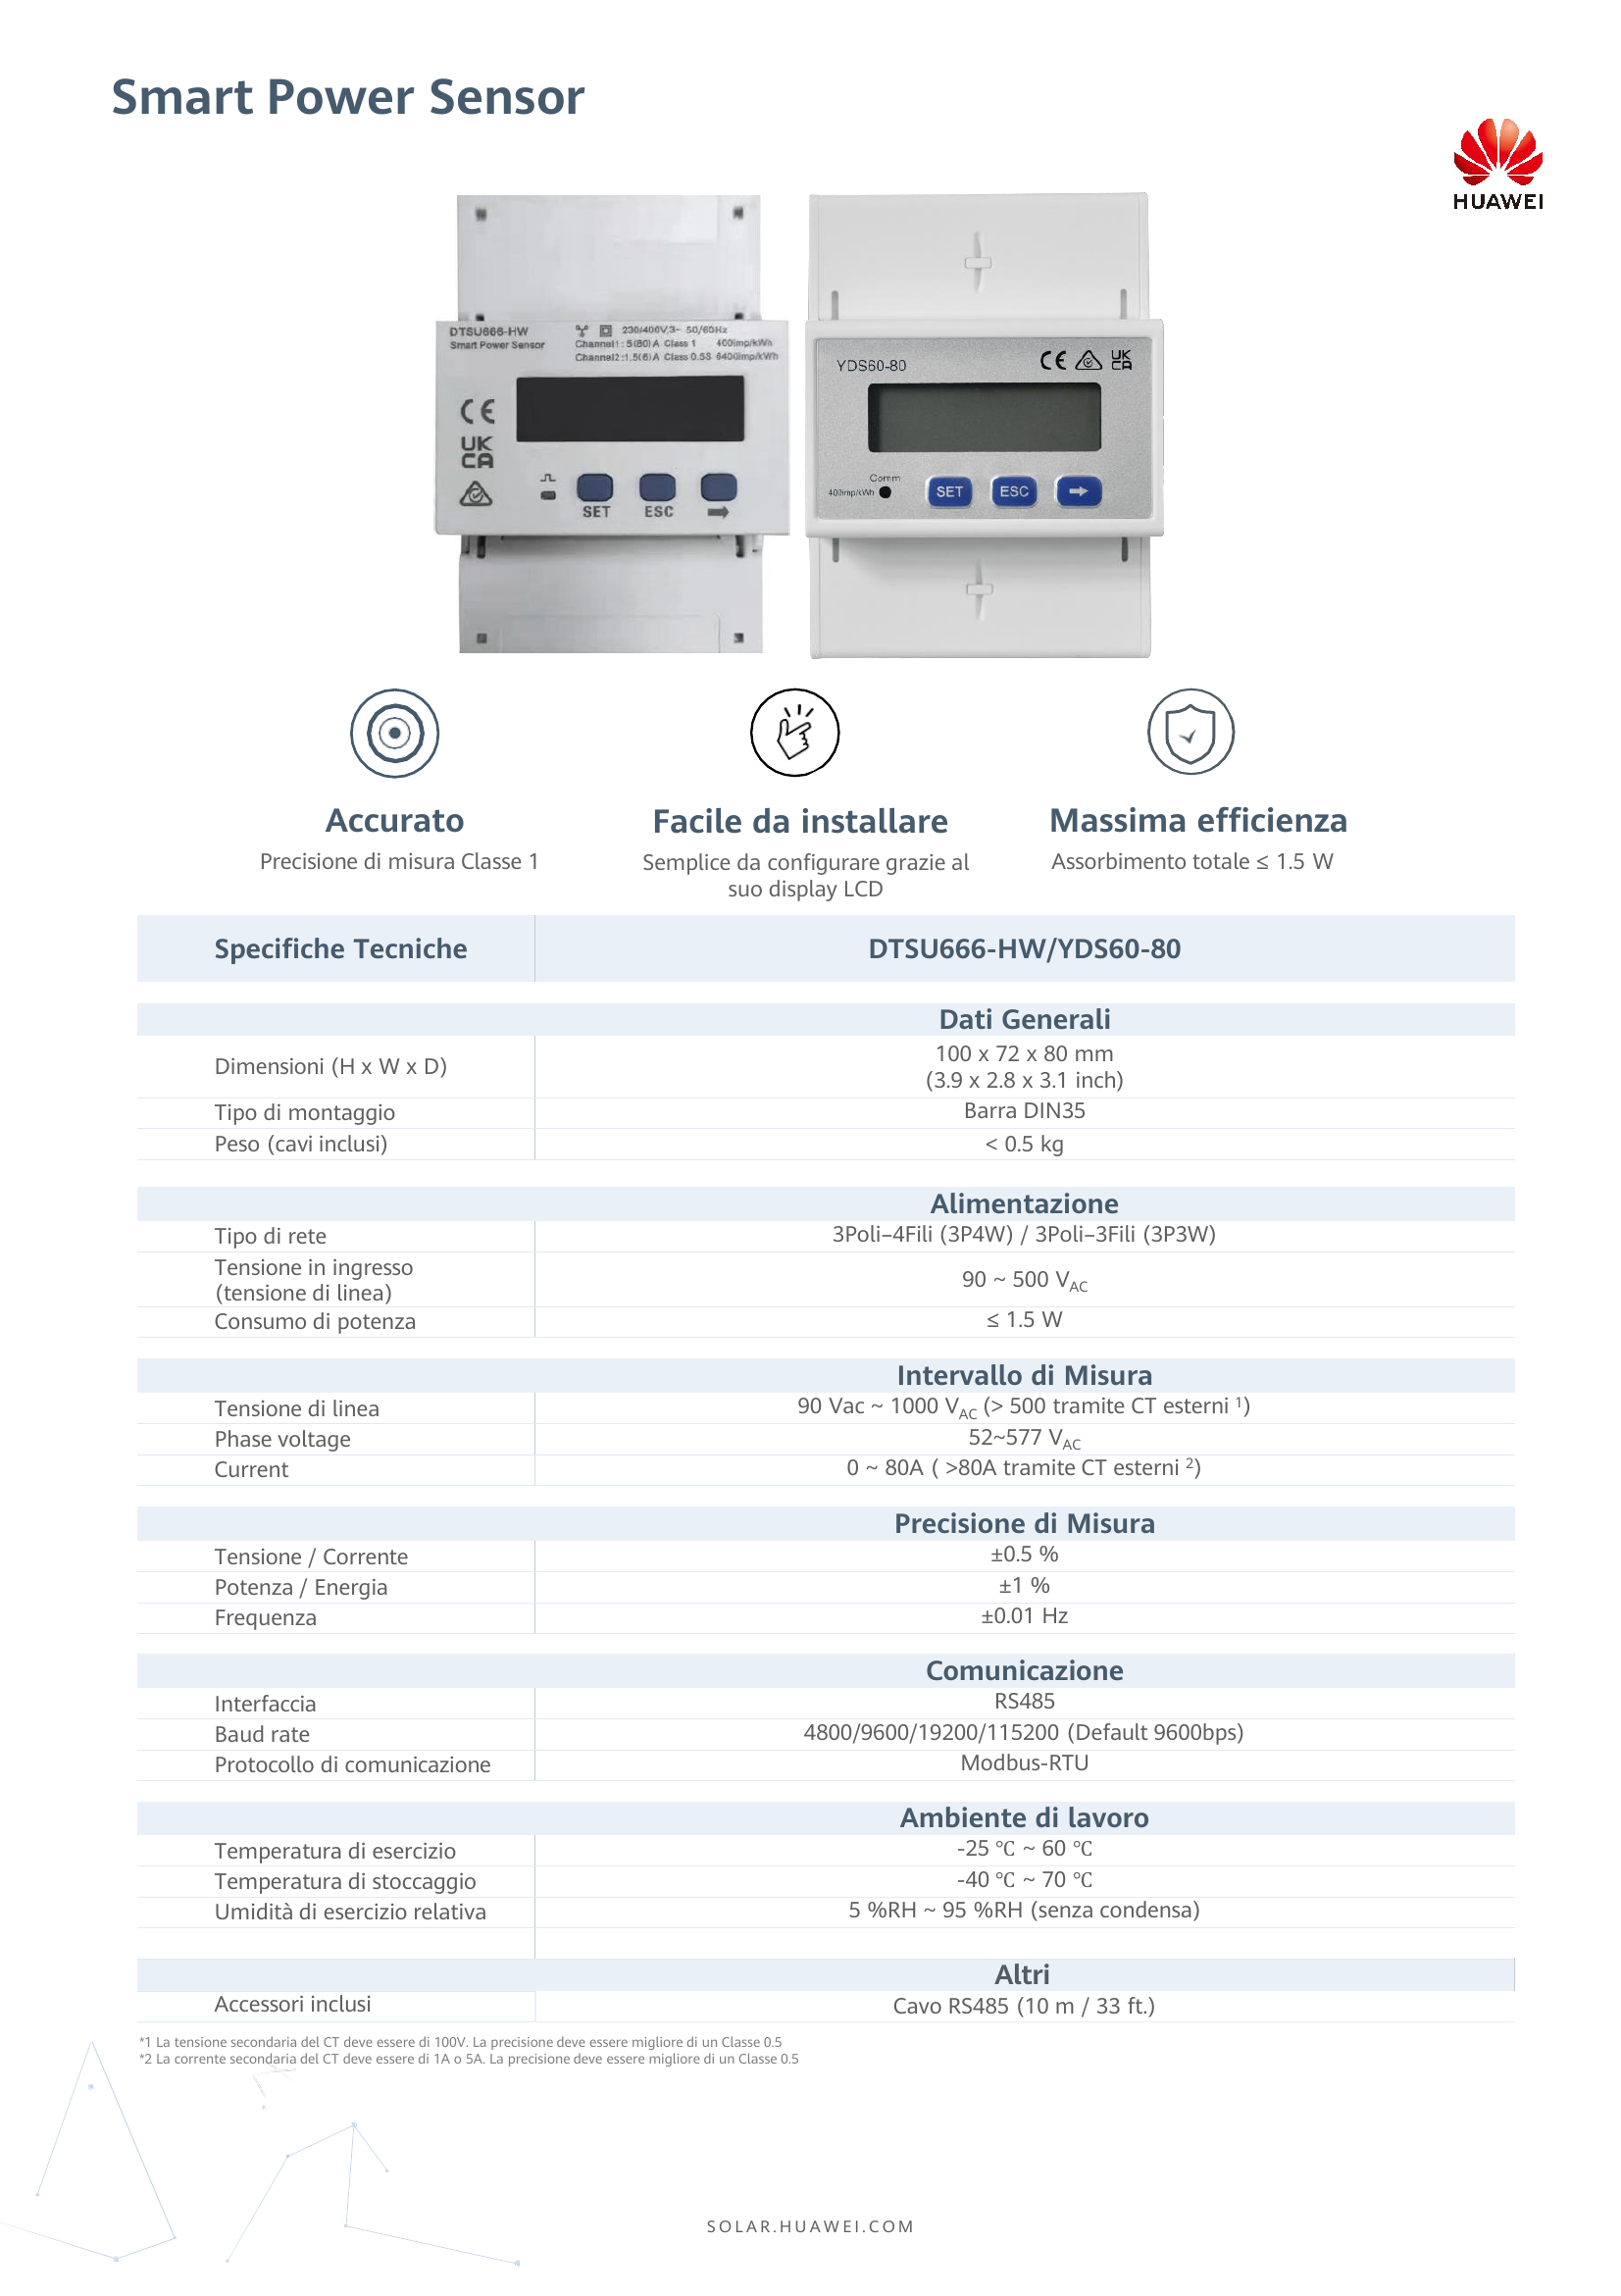 Smart Power Sensor
HUAWEI
DTSU666-HW
Smart Power Sensor
230/400V,3~ 50/60Hz
Channel1: 5(80)A Class 1 400imp/kWh
Channel2:1.5(6)A Class 0.5S 6400imp/kWh
CE
UK
CA
SET ESC
YDS60-80
CE UK
CA
Comm
400imp/kWh
SET ESC
Accurato
Precisione di misura Classe 1
Facile da installare
Semplice da configurare grazie al
suo display LCD
Massima efficienza
Assorbimento totale ≤ 1.5 W
Specifiche Tecniche DTSU666-HW/YDS60-80
Dati Generali
Dimensioni (H x W x D) 100 x 72 x 80 mm
(3.9 x 2.8 x 3.1 inch)
Tipo di montaggio Barra DIN35
Peso (cavi inclusi) < 0.5 kg
Alimentazione
Tipo di rete 3Poli–4Fili (3P4W) / 3Poli–3Fili (3P3W)
Tensione in ingresso
(tensione di linea) 90 ~ 500 VAC
Consumo di potenza ≤ 1.5 W
Intervallo di Misura
Tensione di linea 90 Vac ~ 1000 VAC (> 500 tramite CT esterni 1)
Phase voltage 52~577 VAC
Current 0 ~ 80A ( >80A tramite CT esterni 2)
Precisione di Misura
Tensione / Corrente ±0.5 %
Potenza / Energia ±1 %
Frequenza ±0.01 Hz
Comunicazione
Interfaccia RS485
Baud rate 4800/9600/19200/115200 (Default 9600bps)
Protocollo di comunicazione Modbus-RTU
Ambiente di lavoro
Temperatura di esercizio -25 ℃ ~ 60 ℃
Temperatura di stoccaggio -40 ℃ ~ 70 ℃
Umidità di esercizio relativa 5 %RH ~ 95 %RH (senza condensa)
Altri
Accessori inclusi Cavo RS485 (10 m / 33 ft.)
*1 La tensione secondaria del CT deve essere di 100V. La precisione deve essere migliore di un Classe 0.5
*2 La corrente secondaria del CT deve essere di 1A o 5A. La precisione deve essere migliore di un Classe 0.5
SOLAR.HUAWEI.COM